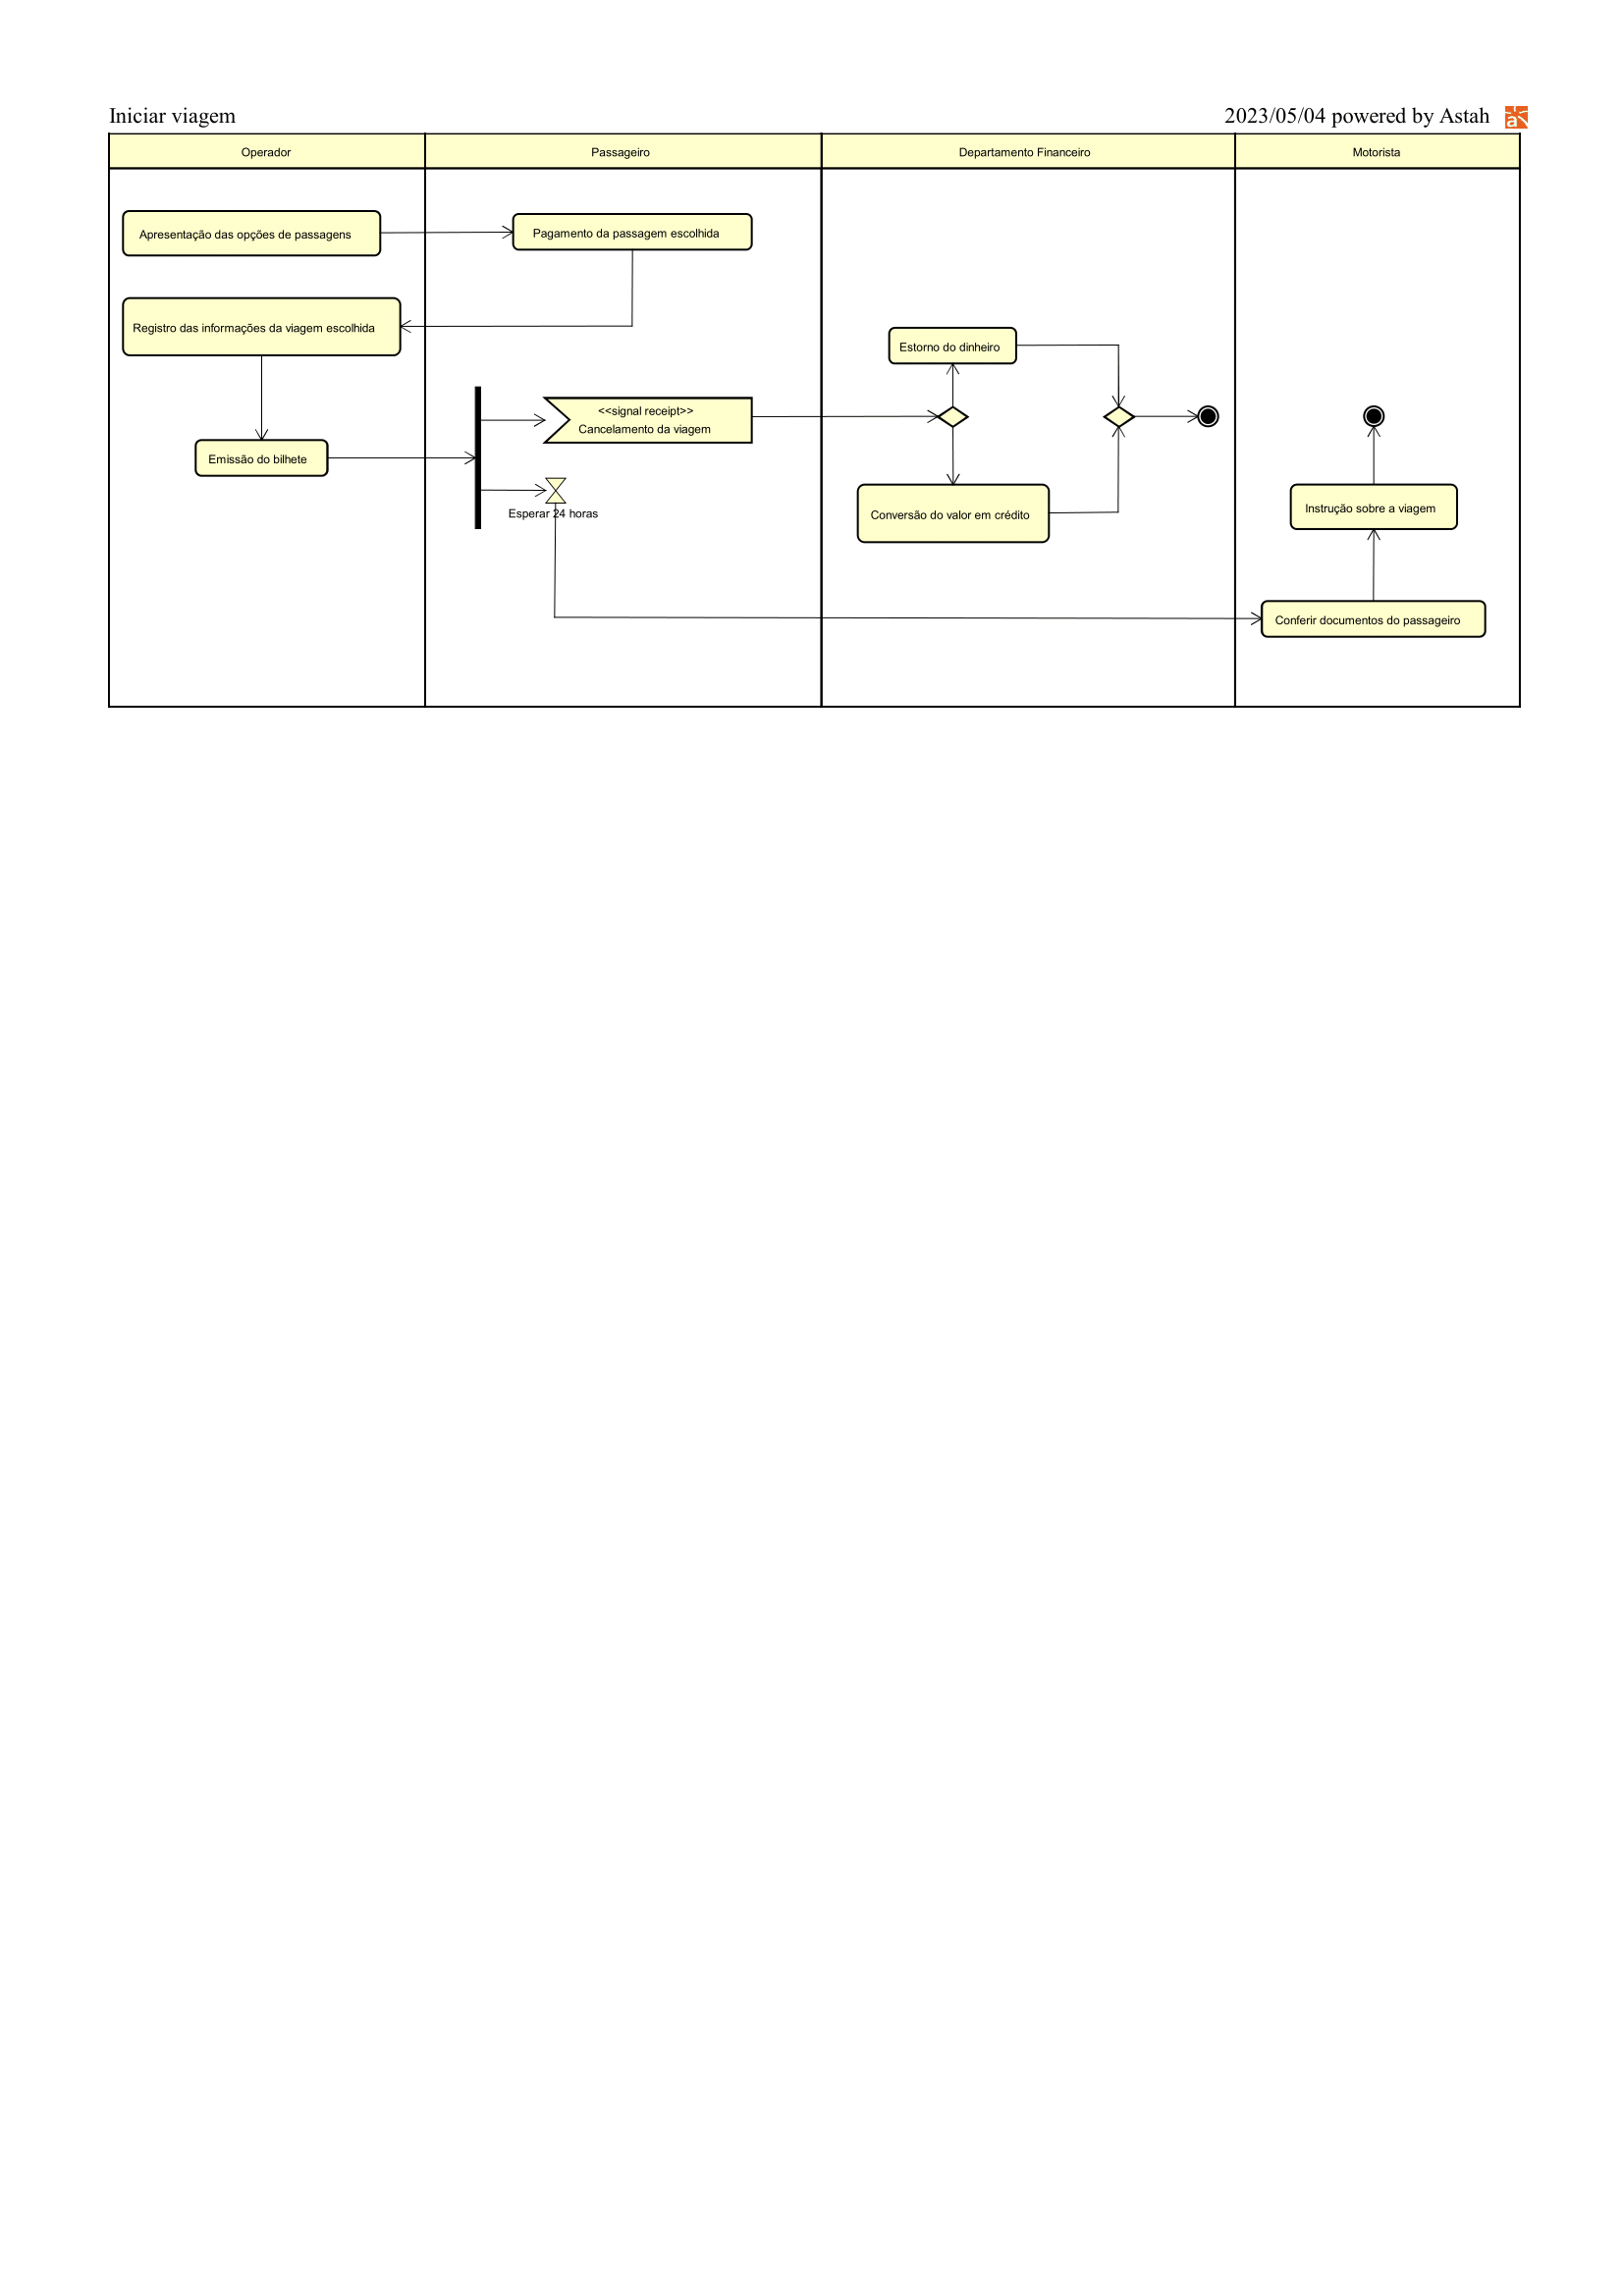 Iniciar viagem
2023/05/04 powered by Astah
Operador
Passageiro
Departamento Financeiro
Motorista
Apresentação das opções de passagens
Pagamento da passagem escolhida
Registro das informações da viagem escolhida
Estorno do dinheiro
<<signal receipt>>
Cancelamento da viagem
Emissão do bilhete
Esperar 24 horas
Conversão do valor em crédito
Instrução sobre a viagem
Conferir documentos do passageiro